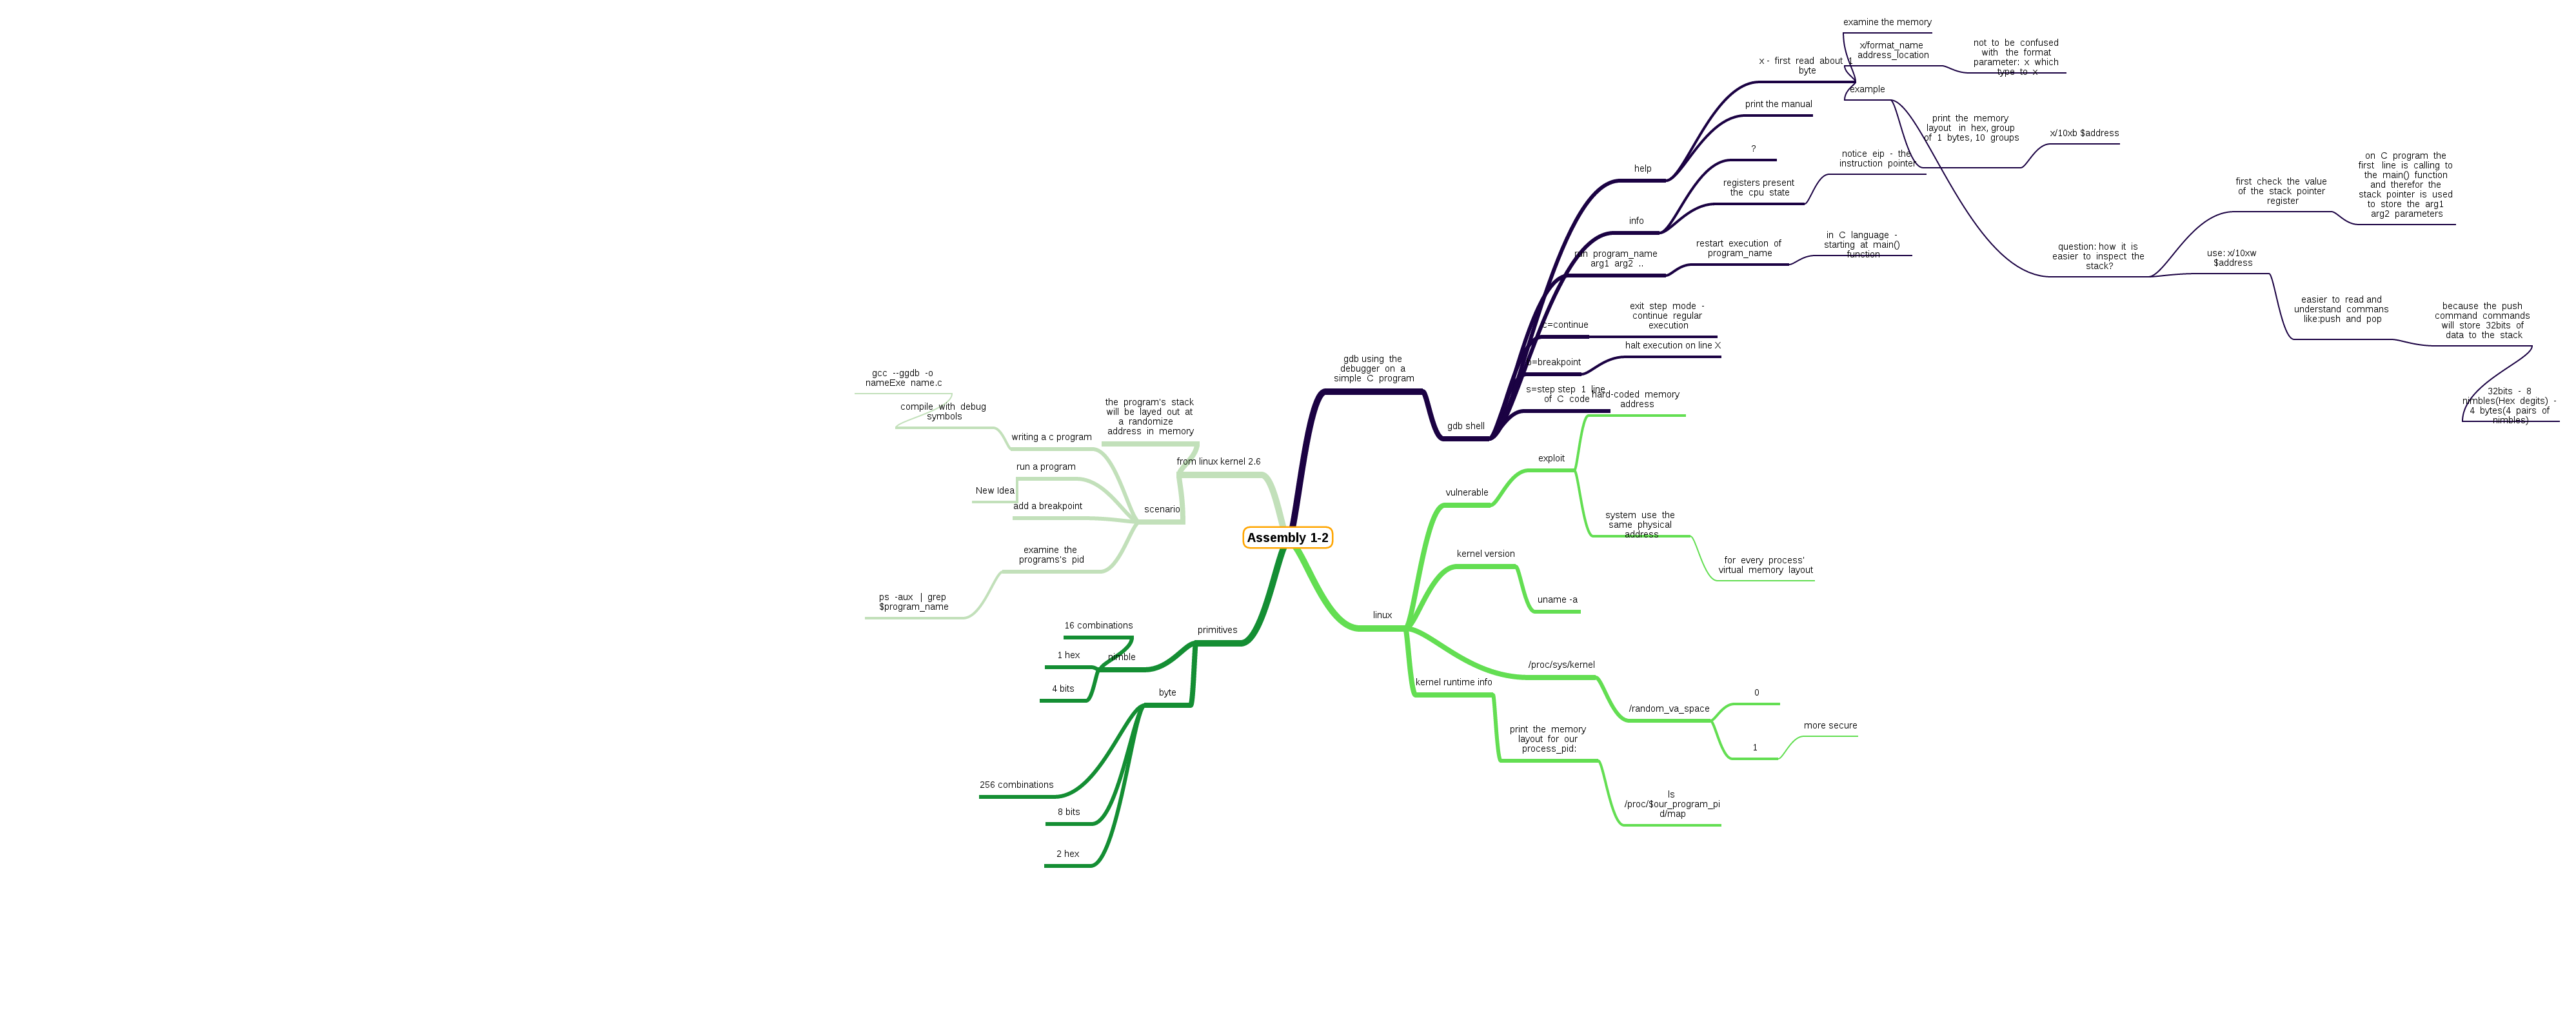 Assembly 1-2
gdb using the
debugger on a
simple C program
gdb shell
help
x - first read about 1
byte
examine the memory
x/format_name
address_location
not to be confused
with the format
parameter: x which
type to x
example
print the memory
layout in hex, group
of 1 bytes, 10 groups
x/10xb $address
question: how it is
easier to inspect the
stack?
first check the value
of the stack pointer
register
on C program the
first line is calling to
the main() function
and therefor the
stack pointer is used
to store the arg1
arg2 parameters
use: x/10xw
$address
easier to read and
understand commans
like:push and pop
because the push
command commands
will store 32bits of
data to the stack
32bits - 8
nimbles(Hex degits) -
4 bytes(4 pairs of
nimbles)
print the manual
info
?
registers present
the cpu state
notice eip - the
instruction pointer
run program_name
arg1 arg2 ..
restart execution of
program_name
in C language -
starting at main()
function
c=continue
exit step mode -
continue regular
execution
b=breakpoint
halt execution on line X
s=step step 1 line
of C code
linux
vulnerable
exploit
hard-coded memory
address
system use the
same physical
address
for every process'
virtual memory layout
kernel version
uname -a
/proc/sys/kernel
/random_va_space
0
1
more secure
kernel runtime info
print the memory
layout for our
process_pid:
ls
/proc/$our_program_pi
d/map
from linux kernel 2.6
the program's stack
will be layed out at
a randomize
address in memory
scenario
writing a c program
compile with debug
symbols
gcc --ggdb -o
nameExe name.c
run a program
New Idea
add a breakpoint
examine the
programs's pid
ps -aux | grep
$program_name
primitives
nimble
16 combinations
1 hex
4 bits
byte
256 combinations
8 bits
2 hex